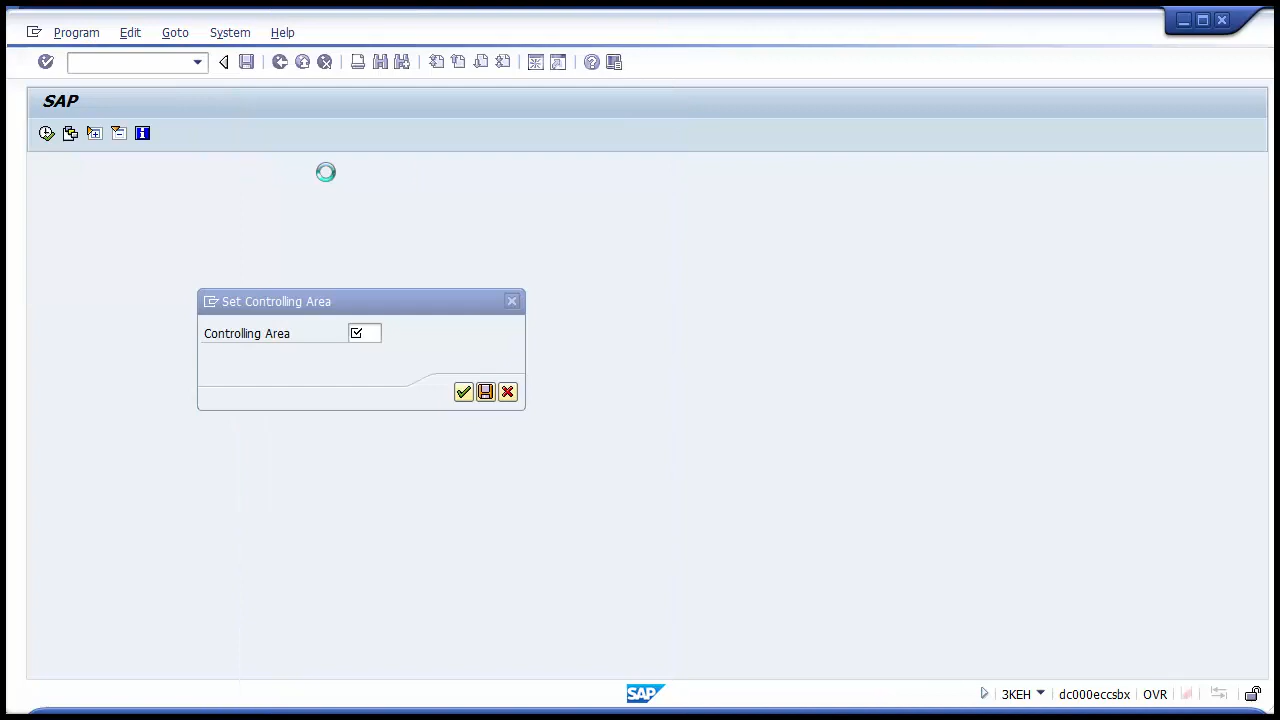 Program Edit Goto System Help
SAP
Set Controlling Area
Controlling Area
SAP
3KEH dc000eccsbx OVR